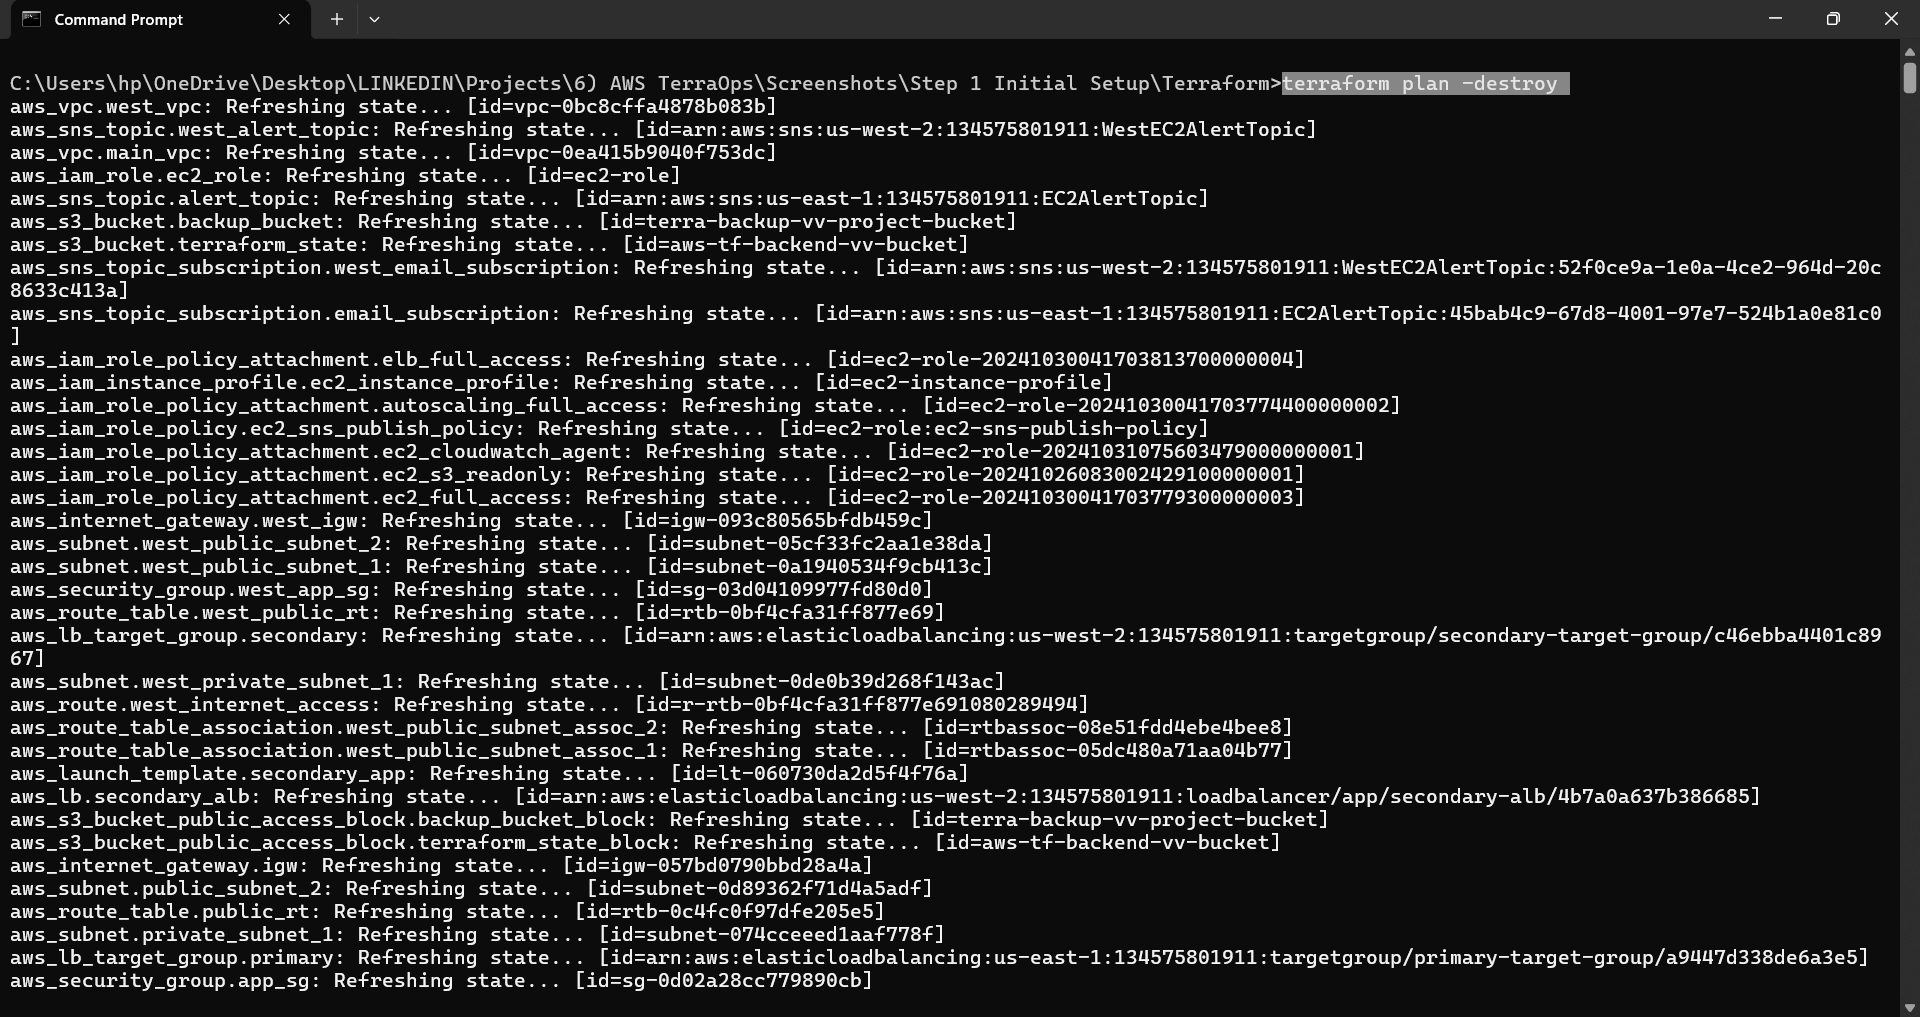 Command Prompt
C:\Users\hp\OneDrive\Desktop\LINKEDIN\Projects\6) AWS TerraOps\Screenshots\Step 1 Initial Setup\Terraform>terraform plan -destroy
aws_vpc.west_vpc: Refreshing state... [id=vpc-0bc8cffa4878b083b]
aws_sns_topic.west_alert_topic: Refreshing state... [id=arn:aws:sns:us-west-2:134575801911:WestEC2AlertTopic]
aws_vpc.main_vpc: Refreshing state... [id=vpc-0ea415b9040f753dc]
aws_iam_role.ec2_role: Refreshing state... [id=ec2-role]
aws_sns_topic.alert_topic: Refreshing state... [id=arn:aws:sns:us-east-1:134575801911:EC2AlertTopic]
aws_s3_bucket.backup_bucket: Refreshing state... [id=terra-backup-vv-project-bucket]
aws_s3_bucket.terraform_state: Refreshing state... [id=aws-tf-backend-vv-bucket]
aws_sns_topic_subscription.west_email_subscription: Refreshing state... [id=arn:aws:sns:us-west-2:134575801911:WestEC2AlertTopic:52f0ce9a-1e0a-4ce2-964d-20c
8633c413a]
aws_sns_topic_subscription.email_subscription: Refreshing state... [id=arn:aws:sns:us-east-1:134575801911:EC2AlertTopic:45bab4c9-67d8-4001-97e7-524b1a0e81c0
]
aws_iam_role_policy_attachment.elb_full_access: Refreshing state... [id=ec2-role-20241030041703813700000004]
aws_iam_instance_profile.ec2_instance_profile: Refreshing state... [id=ec2-instance-profile]
aws_iam_role_policy_attachment.autoscaling_full_access: Refreshing state... [id=ec2-role-20241030041703774400000002]
aws_iam_role_policy.ec2_sns_publish_policy: Refreshing state... [id=ec2-role:ec2-sns-publish-policy]
aws_iam_role_policy_attachment.ec2_cloudwatch_agent: Refreshing state... [id=ec2-role-20241031075603479000000001]
aws_iam_role_policy_attachment.ec2_s3_readonly: Refreshing state... [id=ec2-role-20241026083002429100000001]
aws_iam_role_policy_attachment.ec2_full_access: Refreshing state... [id=ec2-role-20241030041703779300000003]
aws_internet_gateway.west_igw: Refreshing state... [id=igw-093c80565bfdb459c]
aws_subnet.west_public_subnet_2: Refreshing state... [id=subnet-05cf33fc2aa1e38da]
aws_subnet.west_public_subnet_1: Refreshing state... [id=subnet-0a1940534f9cb413c]
aws_security_group.west_app_sg: Refreshing state... [id=sg-03d04109977fd80d0]
aws_route_table.west_public_rt: Refreshing state... [id=rtb-0bf4cfa31ff877e69]
aws_lb_target_group.secondary: Refreshing state... [id=arn:aws:elasticloadbalancing:us-west-2:134575801911:targetgroup/secondary-target-group/c46ebba4401c89
67]
aws_subnet.west_private_subnet_1: Refreshing state... [id=subnet-0de0b39d268f143ac]
aws_route.west_internet_access: Refreshing state... [id=r-rtb-0bf4cfa31ff877e691080289494]
aws_route_table_association.west_public_subnet_assoc_2: Refreshing state... [id=rtbassoc-08e51fdd4ebe4bee8]
aws_route_table_association.west_public_subnet_assoc_1: Refreshing state... [id=rtbassoc-05dc480a71aa04b77]
aws_launch_template.secondary_app: Refreshing state... [id=lt-060730da2d5f4f76a]
aws_lb.secondary_alb: Refreshing state... [id=arn:aws:elasticloadbalancing:us-west-2:134575801911:loadbalancer/app/secondary-alb/4b7a0a637b386685]
aws_s3_bucket_public_access_block.backup_bucket_block: Refreshing state... [id=terra-backup-vv-project-bucket]
aws_s3_bucket_public_access_block.terraform_state_block: Refreshing state... [id=aws-tf-backend-vv-bucket]
aws_internet_gateway.igw: Refreshing state... [id=igw-057bd0790bbd28a4a]
aws_subnet.public_subnet_2: Refreshing state... [id=subnet-0d89362f71d4a5adf]
aws_route_table.public_rt: Refreshing state... [id=rtb-0c4fc0f97dfe205e5]
aws_subnet.private_subnet_1: Refreshing state... [id=subnet-074cceeed1aaf778f]
aws_lb_target_group.primary: Refreshing state... [id=arn:aws:elasticloadbalancing:us-east-1:134575801911:targetgroup/primary-target-group/a9447d338de6a3e5]
aws_security_group.app_sg: Refreshing state... [id=sg-0d02a28cc779890cb]